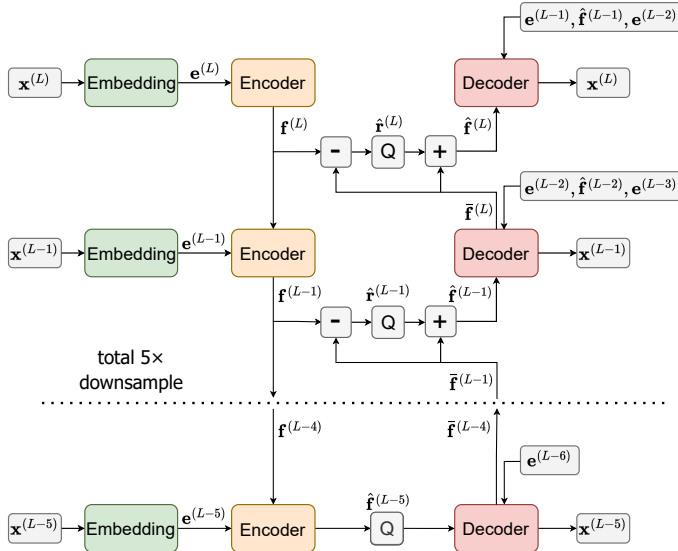 e^(L−1), f̂^(L−1), e^(L−2)
x^(L) Embedding e^(L) Encoder Decoder x^(L)
f^(L) r̂^(L) f̂^(L)
- Q +
e^(L−2), f̂^(L−2), e^(L−3)
f̄^(L)
x^(L−1) Embedding e^(L−1) Encoder Decoder x^(L−1)
f^(L−1) r̂^(L−1) f̂^(L−1)
- Q +
total 5×
downsample
f̄^(L−1)
f^(L−4) f̄^(L−4)
e^(L−6)
f̂^(L−5)
x^(L−5) Embedding e^(L−5) Encoder Q Decoder x^(L−5)